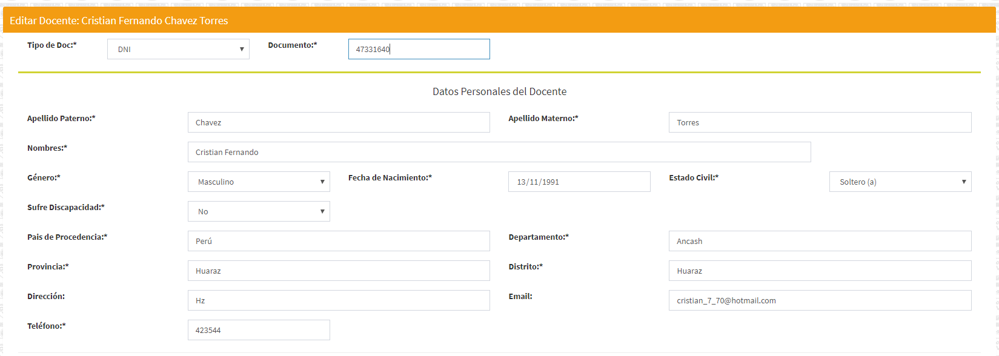 Editar Docente: Cristian Fernando Chavez Torres
Tipo de Doc:* DNI Documento:* 47331640
Datos Personales del Docente
Apellido Paterno:* Chavez Apellido Materno:* Torres
Nombres:* Cristian Fernando
Género:* Masculino Fecha de Nacimiento:* 13/11/1991 Estado Civil:* Soltero (a)
Sufre Discapacidad:* No
Pais de Procedencia:* Perú Departamento:* Ancash
Provincia:* Huaraz Distrito:* Huaraz
Dirección: Hz Email: cristian_7_70@hotmail.com
Teléfono:* 423544